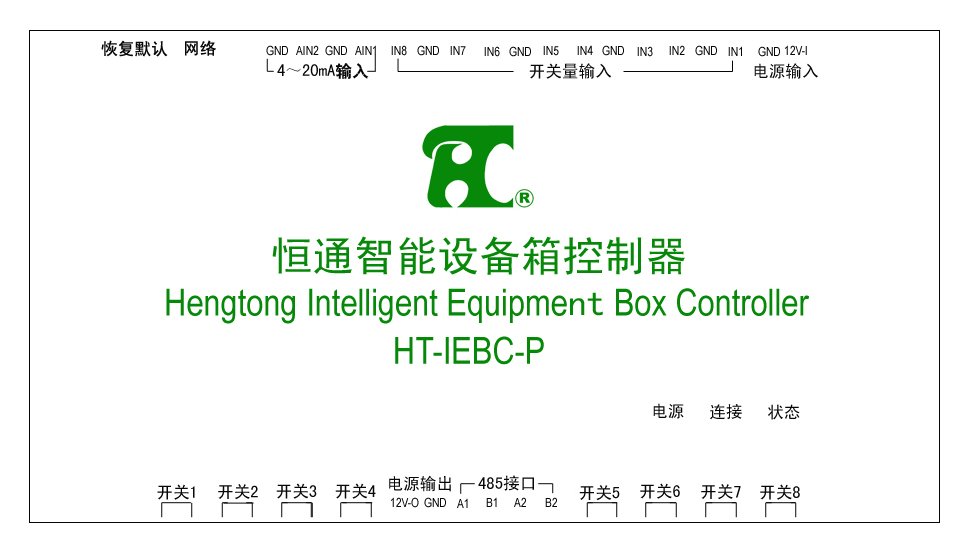 恢复默认 网络
GND AIN2 GND AIN1 IN8 GND IN7 IN6 GND IN5 IN4 GND IN3 IN2 GND IN1 GND 12V-I
4～20mA输入 开关量输入 电源输入
®
恒通智能设备箱控制器
Hengtong Intelligent Equipment Box Controller
HT-IEBC-P
电源 连接 状态
开关1 开关2 开关3 开关4 电源输出 485接口 开关5 开关6 开关7 开关8
12V-O GND A1 B1 A2 B2